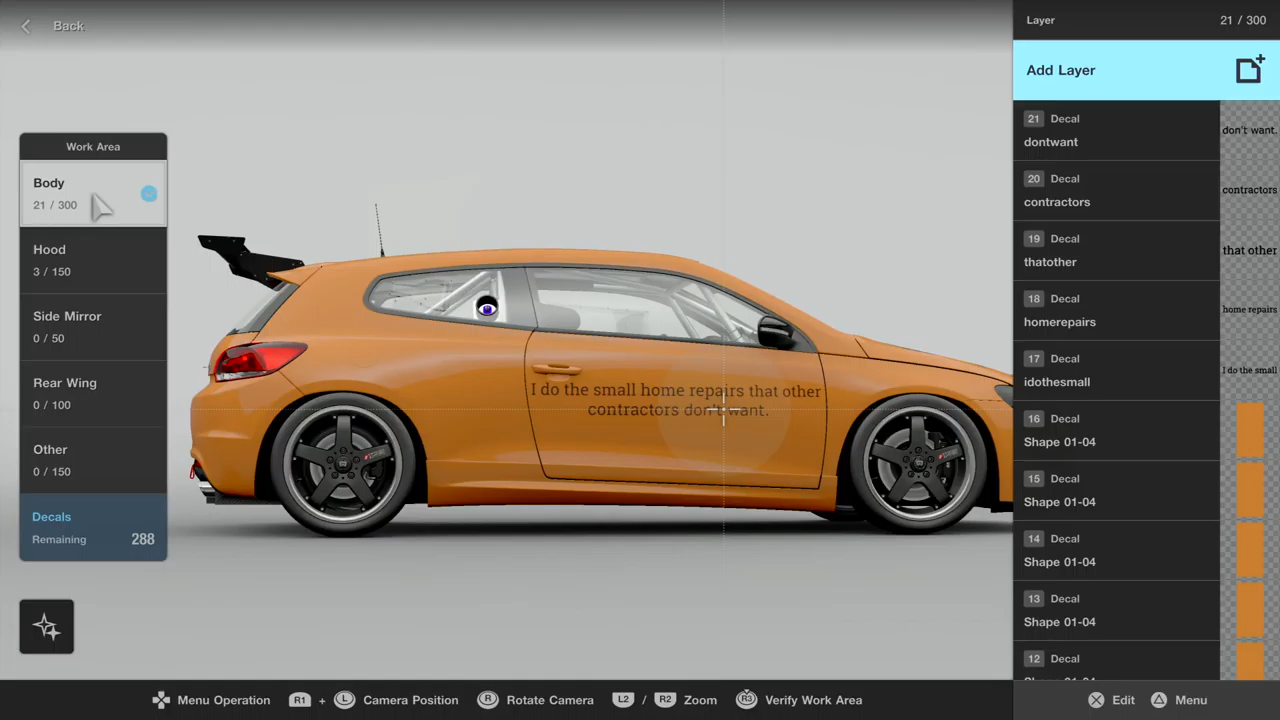 Back
Layer 21 / 300
Add Layer
Work Area
Body
21 / 300
Hood
3 / 150
Side Mirror
0 / 50
Rear Wing
0 / 100
Other
0 / 150
Decals
Remaining 288
I do the small home repairs that other
contractors don't want.
21 Decal
dontwant
don't want.
20 Decal
contractors
contractors
19 Decal
thatother
that other
18 Decal
homerepairs
home repairs
17 Decal
idothesmall
I do the small
16 Decal
Shape 01-04
15 Decal
Shape 01-04
14 Decal
Shape 01-04
13 Decal
Shape 01-04
12 Decal
Menu Operation R1 + L Camera Position R Rotate Camera L2 / R2 Zoom R3 Verify Work Area Edit Menu